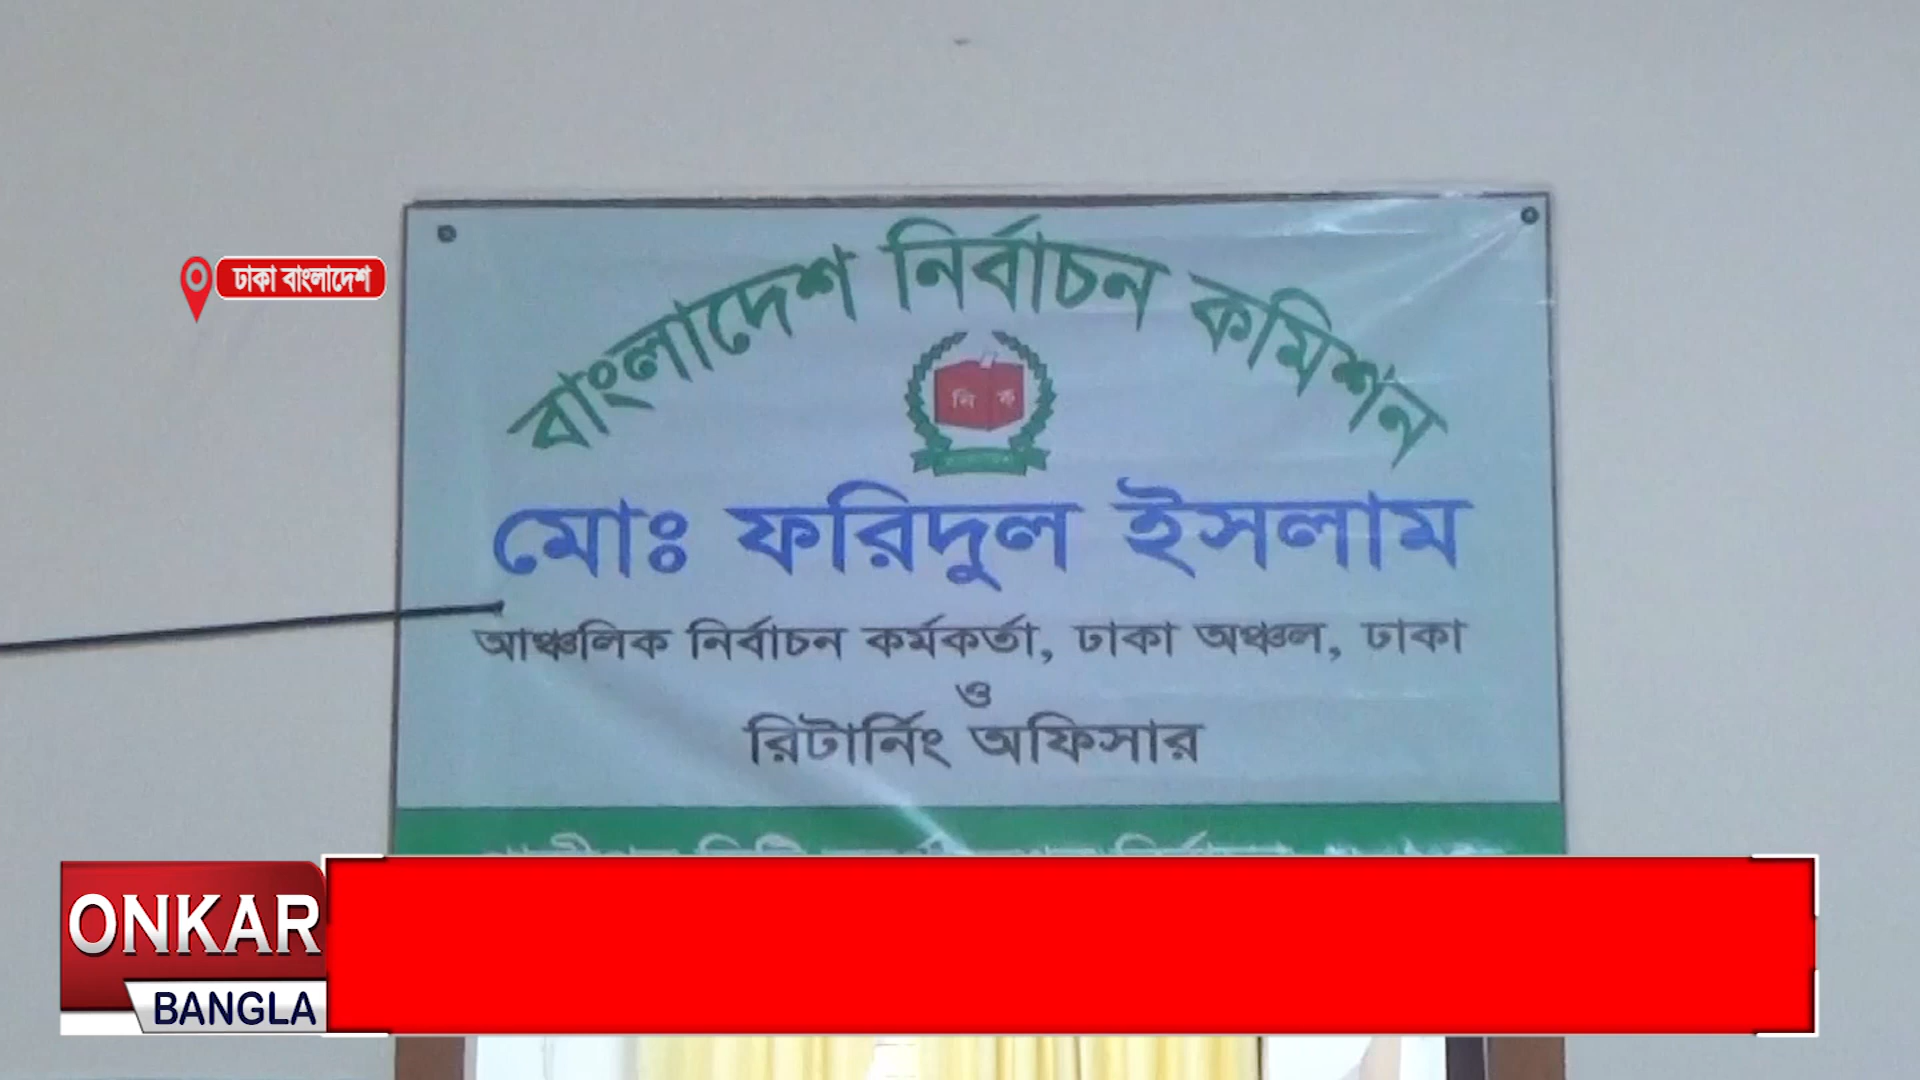 ঢাকা বাংলাদেশ
বাংলাদেশ নির্বাচন কমিশন
নি ক
মোঃ ফরিদুল ইসলাম
আঞ্চলিক নির্বাচন কর্মকর্তা, ঢাকা অঞ্চল, ঢাকা
ও
রিটার্নিং অফিসার
ONKAR
BANGLA